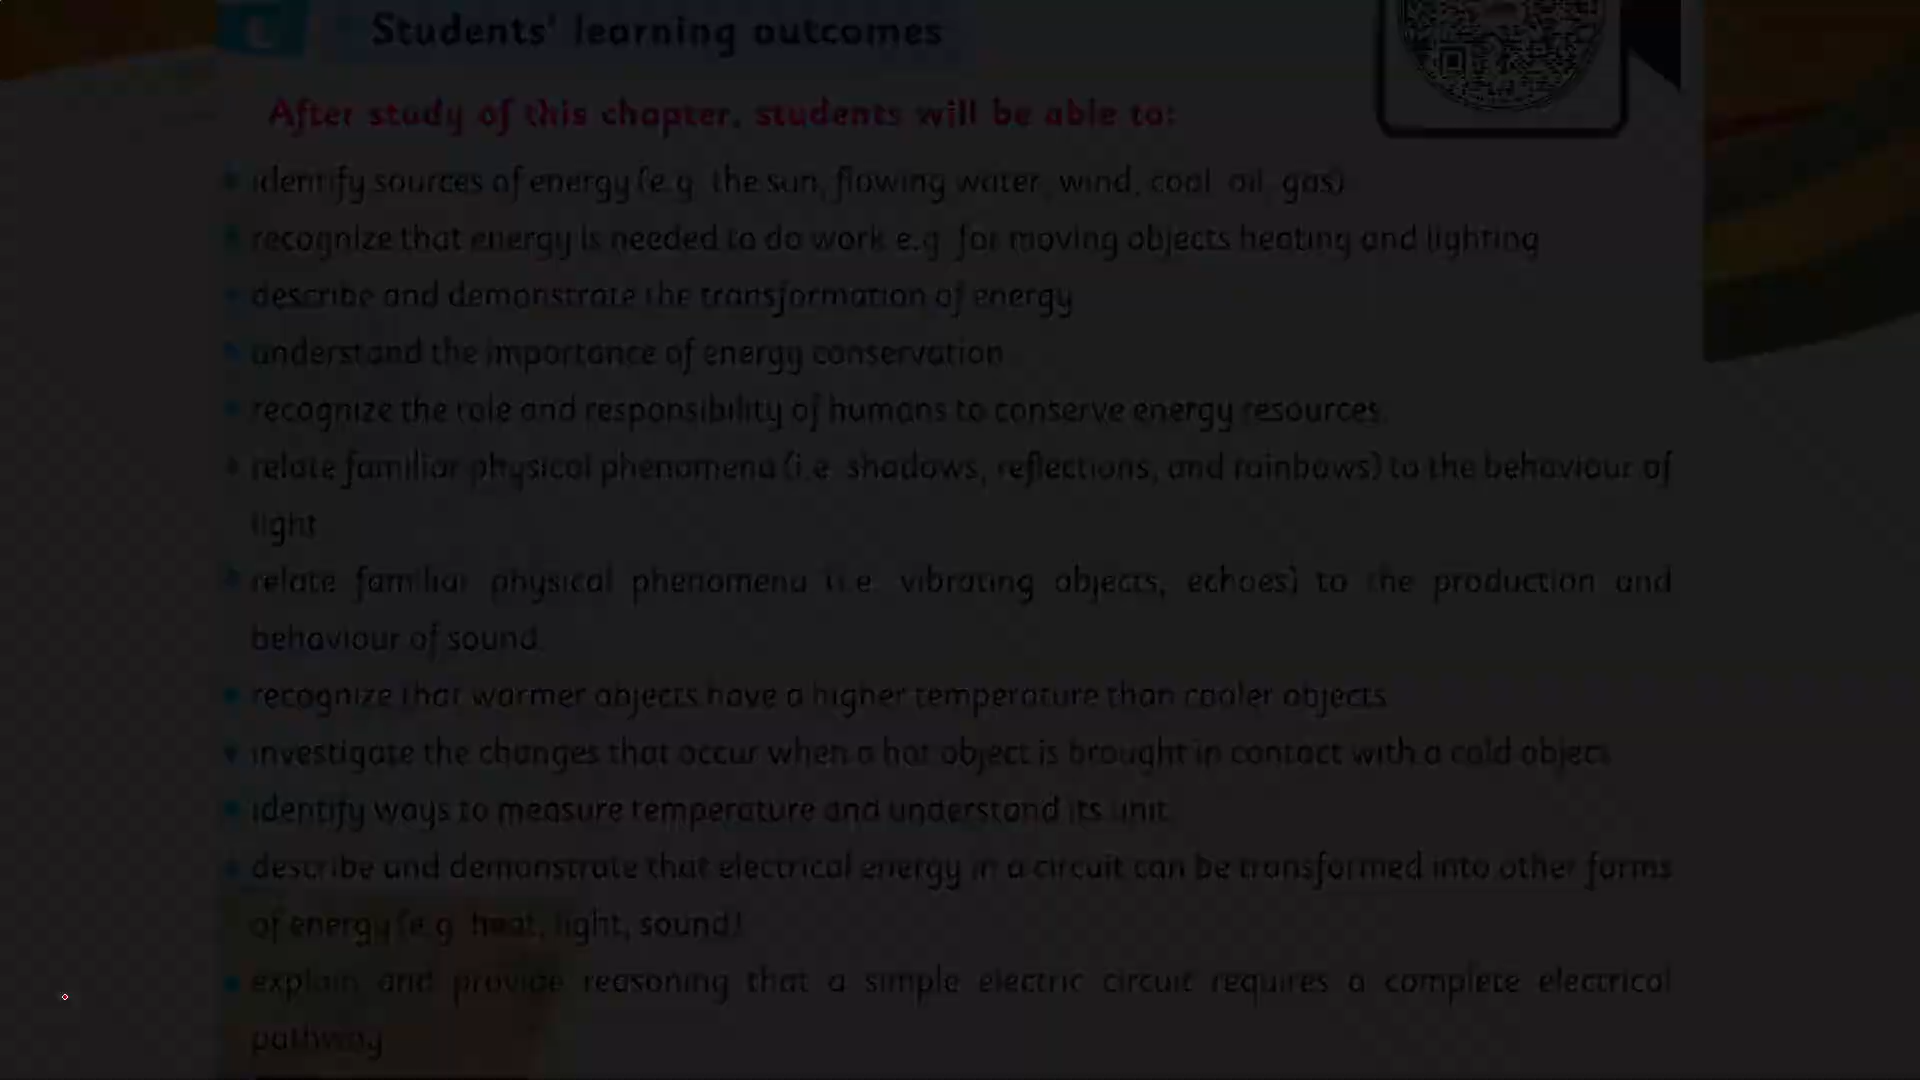 Students' learning outcomes
After study of this chapter, students will be able to:
identify sources of energy (e.g. the sun, flowing water, wind, coal, oil, gas)
recognize that energy is needed to do work e.g. for moving objects heating and lighting
describe and demonstrate the transformation of energy
understand the importance of energy conservation
recognize the role and responsibility of humans to conserve energy resources.
relate familiar physical phenomena (i.e. shadows, reflections, and rainbows) to the behaviour of
light
relate familiar physical phenomena (i.e. vibrating objects, echoes) to the production and
behaviour of sound.
recognize that warmer objects have a higher temperature than cooler objects
investigate the changes that occur when a hot object is brought in contact with a cold object.
identify ways to measure temperature and understand its unit.
describe and demonstrate that electrical energy in a circuit can be transformed into other forms
of energy (e.g. heat, light, sound)
explain and provide reasoning that a simple electric circuit requires a complete electrical
pathway